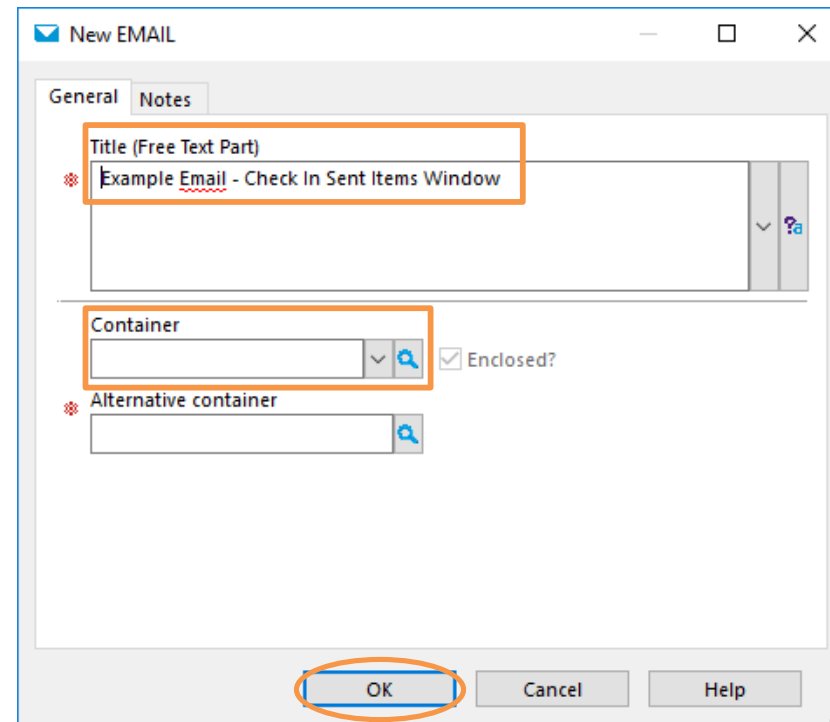 New EMAIL
General Notes
Title (Free Text Part)
Example Email - Check In Sent Items Window
?a
Container
Enclosed?
Alternative container
OK Cancel Help